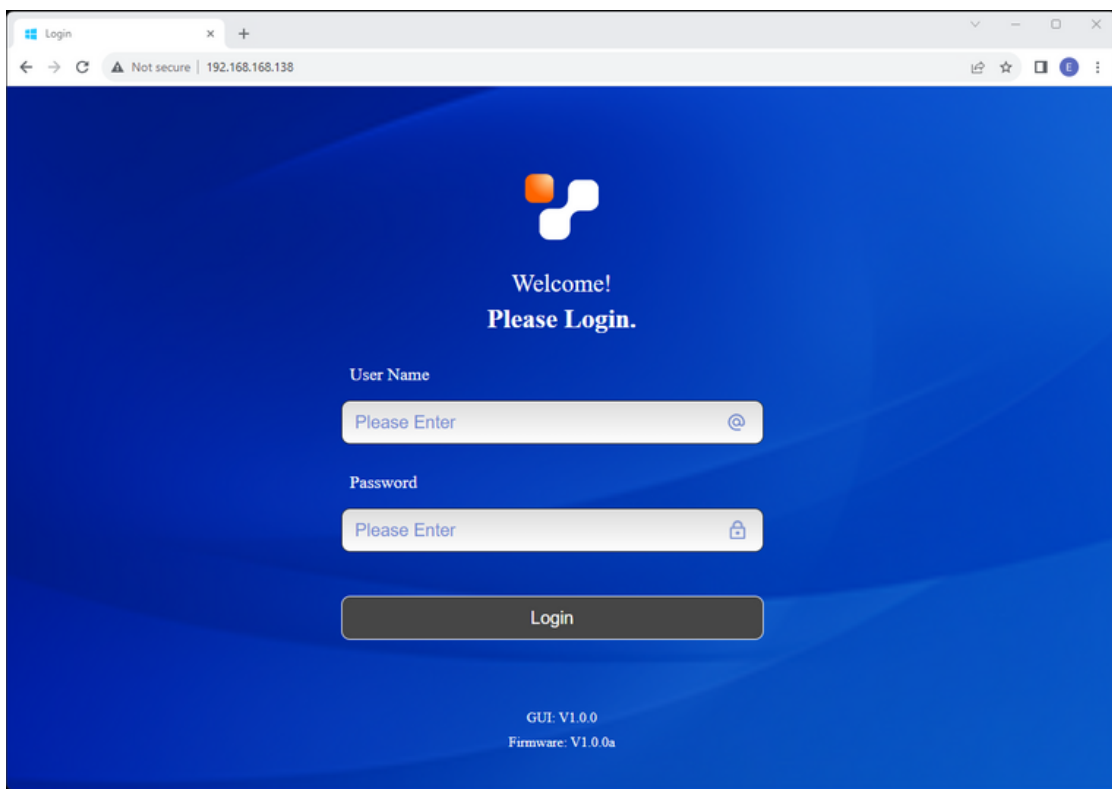 Login
Not secure | 192.168.168.138
E
Welcome!
Please Login.
User Name
Please Enter
Password
Please Enter
Login
GUI: V1.0.0
Firmware: V1.0.0a